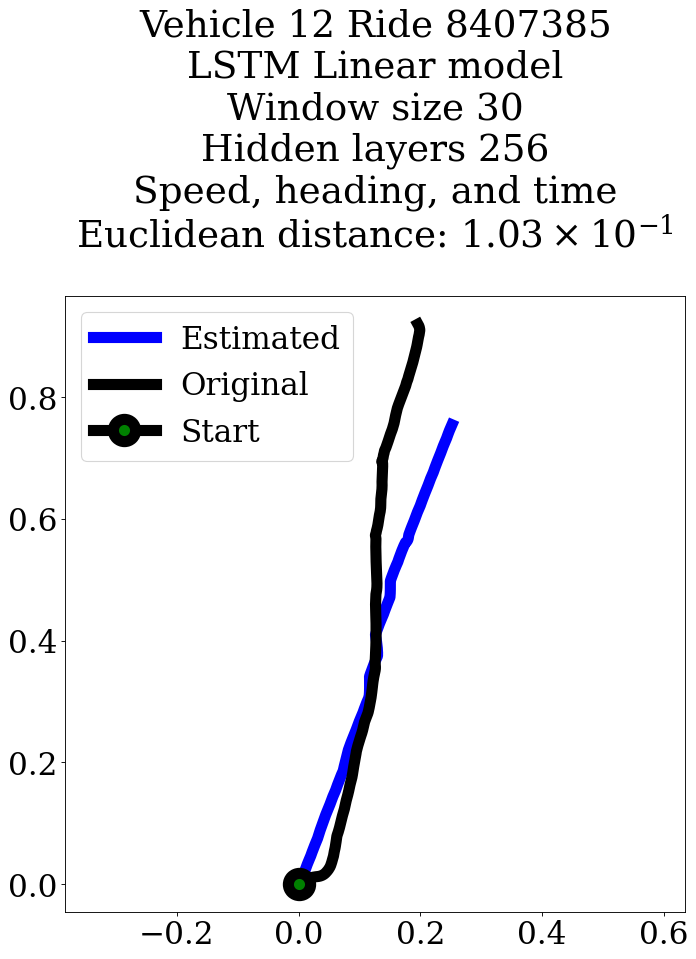 Vehicle 12 Ride 8407385
LSTM Linear model
Window size 30
Hidden layers 256
Speed, heading, and time
Euclidean distance: 1.03 × 10⁻¹
Estimated
Original
Start
0.8
0.6
0.4
0.2
0.0
−0.2 0.0 0.2 0.4 0.6